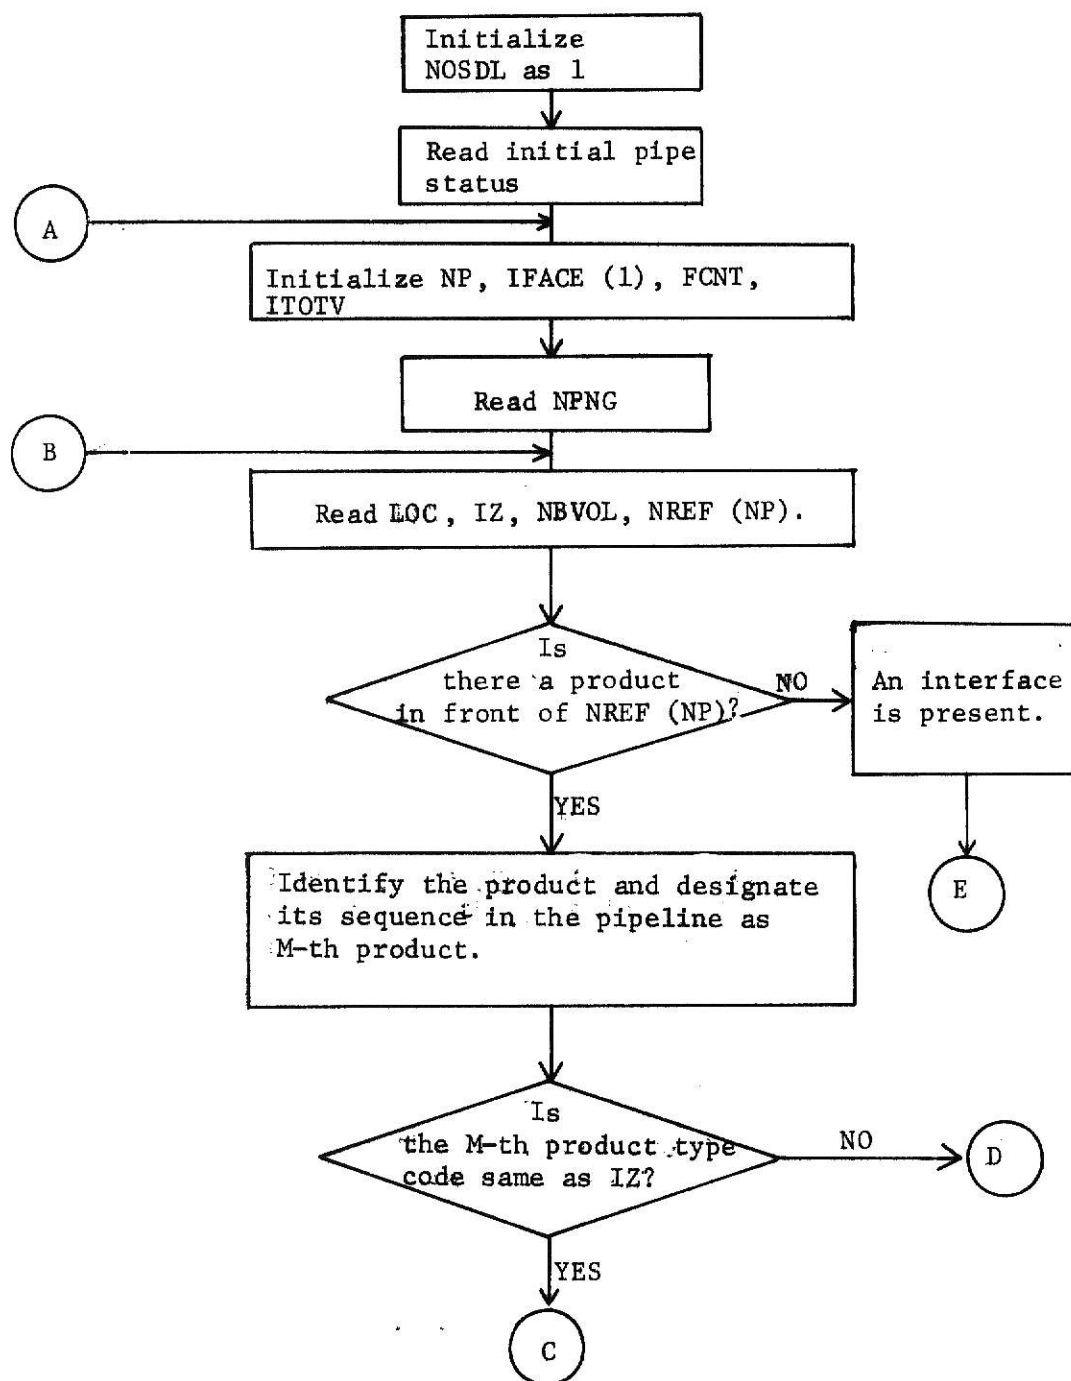 Initialize
NOSDL as 1
Read initial pipe
status
A
Initialize NP, IFACE (1), FCNT,
ITOTV
Read NPNG
B
Read LOC, IZ, NBVOL, NREF (NP).
Is
there a product
in front of NREF (NP)?
NO
An interface
is present.
YES
E
Identify the product and designate
its sequence in the pipeline as
M-th product.
Is
the M-th product type
code same as IZ?
NO
D
YES
C